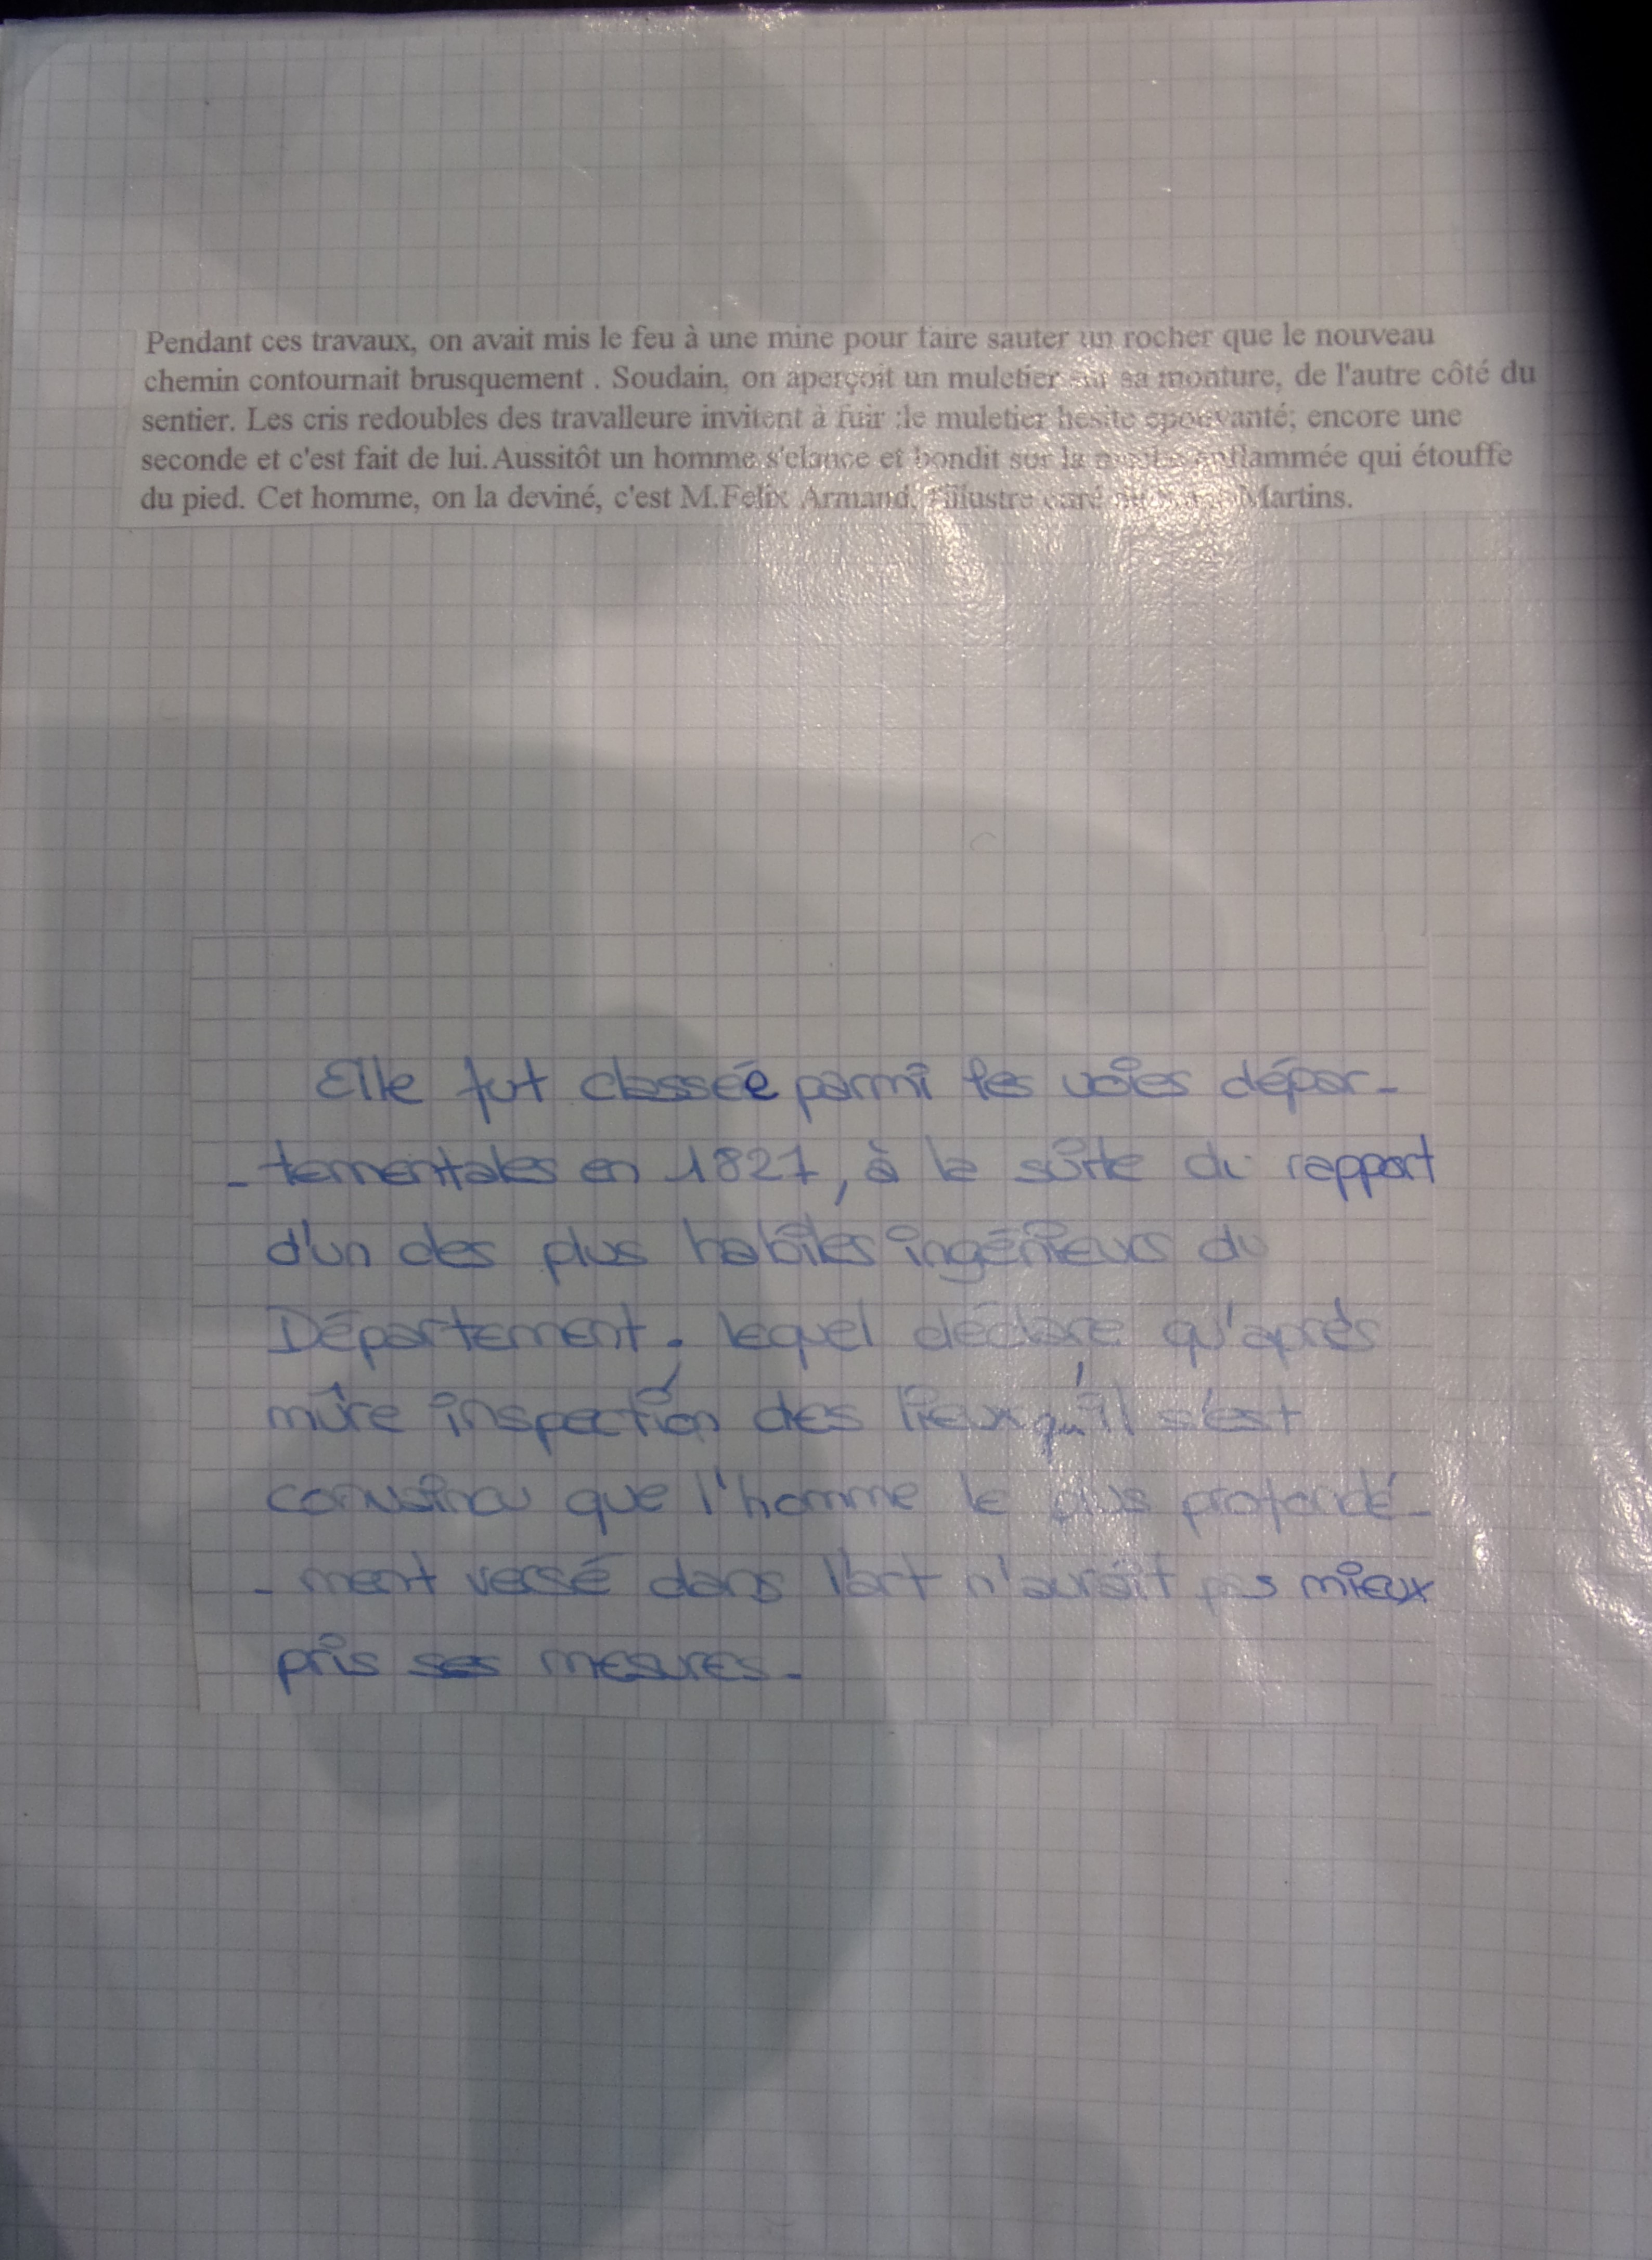 Pendant ces travaux, on avait mis le feu à une mine pour faire sauter un rocher que le nouveau
chemin contournait brusquement . Soudain, on aperçoit un muletier sur sa monture, de l'autre côté du
sentier. Les cris redoubles des travalleure invitent à fuir ;le muletier hesite epouvanté; encore une
seconde et c'est fait de lui. Aussitôt un homme s'elance et bondit sur la enflammée qui étouffe
du pied. Cet homme, on la deviné, c'est M.Felix Armand, l'illustre curé Martins.
Elle fut classée parmi les voies dépar-
- tementales en 1827, à la suite du rapport
d'un des plus habiles ingénieurs du
Département. lequel déclare qu'après
mûre inspection des lieux qu'il s'est
convaincu que l'homme le plus profondé-
- ment versé dans l'art n'aurait pas mieux
pris ses mesures.